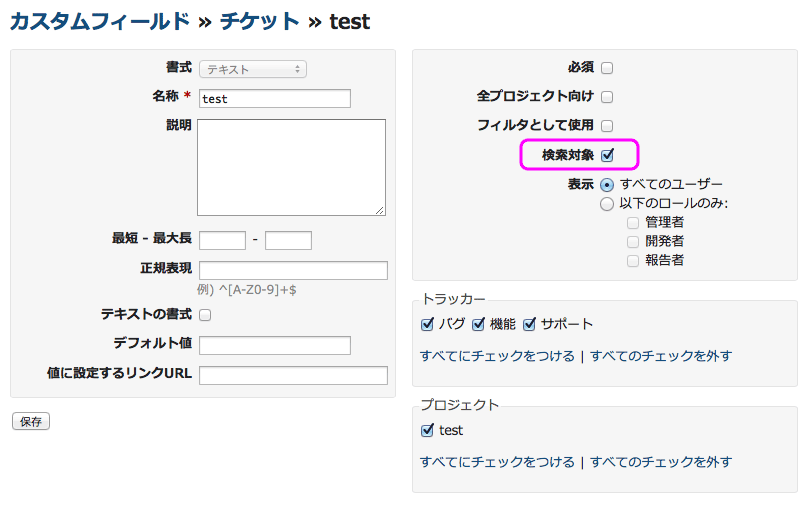 カスタムフィールド » チケット » test
書式 テキスト
名称 * test
説明
最短 - 最大長 -
正規表現
例) ^[A-Z0-9]+$
テキストの書式
デフォルト値
値に設定するリンクURL
保存
必須
全プロジェクト向け
フィルタとして使用
検索対象
表示 すべてのユーザー
以下のロールのみ:
管理者
開発者
報告者
トラッカー
バグ 機能 サポート
すべてにチェックをつける | すべてのチェックを外す
プロジェクト
test
すべてにチェックをつける | すべてのチェックを外す